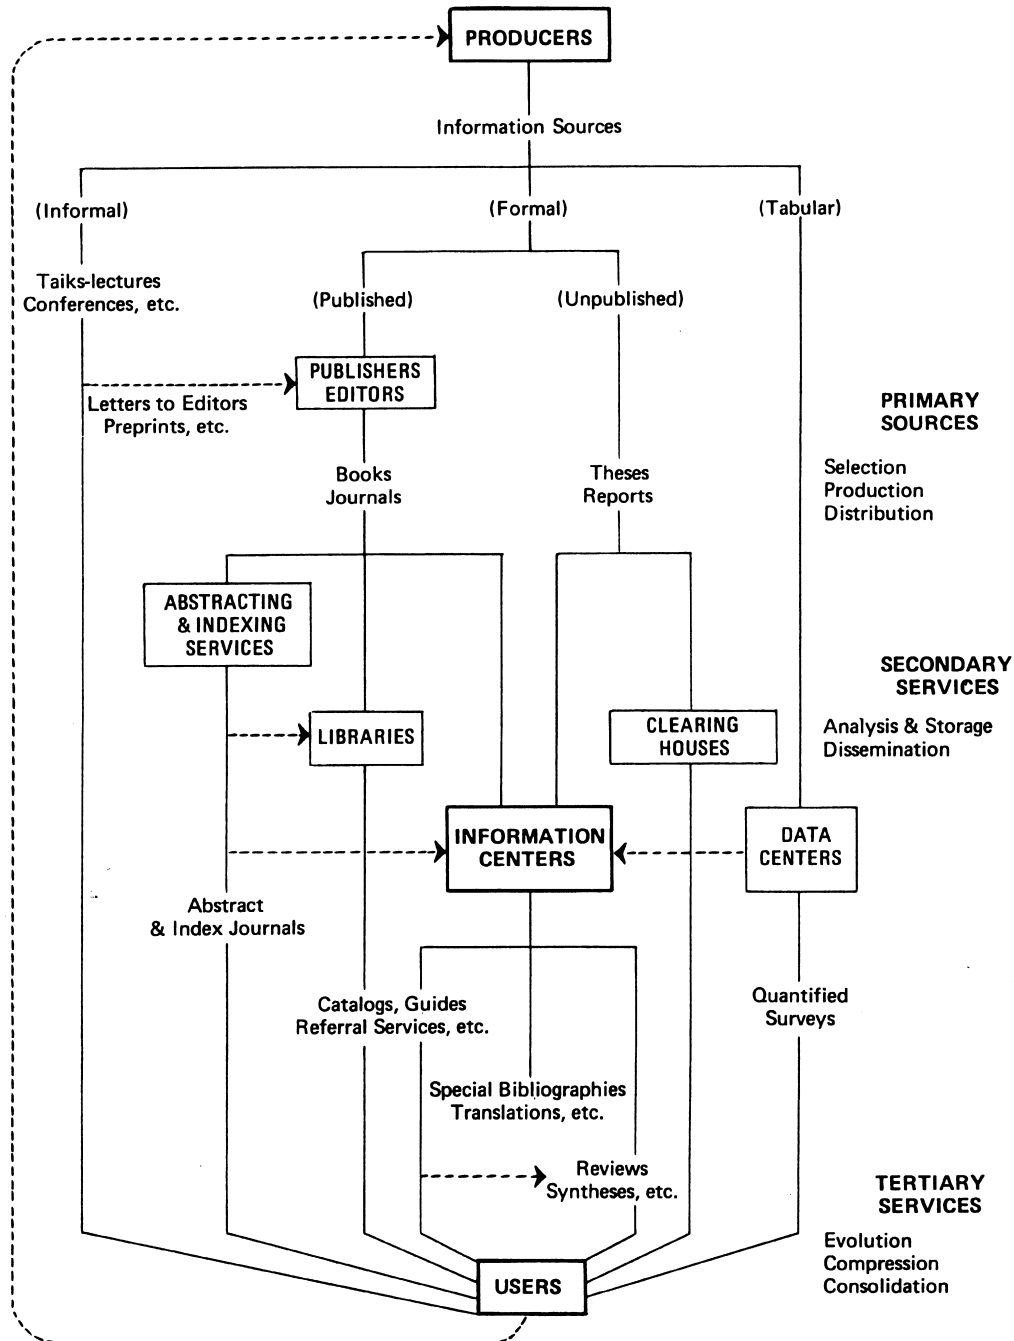 PRODUCERS
Information Sources
(Informal)
(Formal)
(Tabular)
Taiks-lectures
Conferences, etc.
(Published)
(Unpublished)
PUBLISHERS
EDITORS
Letters to Editors
Preprints, etc.
PRIMARY
SOURCES
Selection
Production
Distribution
Books
Journals
Theses
Reports
ABSTRACTING
& INDEXING
SERVICES
SECONDARY
SERVICES
Analysis & Storage
Dissemination
LIBRARIES
CLEARING
HOUSES
INFORMATION
CENTERS
DATA
CENTERS
Abstract
& Index Journals
Catalogs, Guides
Referral Services, etc.
Quantified
Surveys
Special Bibliographies
Translations, etc.
Reviews
Syntheses, etc.
TERTIARY
SERVICES
Evolution
Compression
Consolidation
USERS